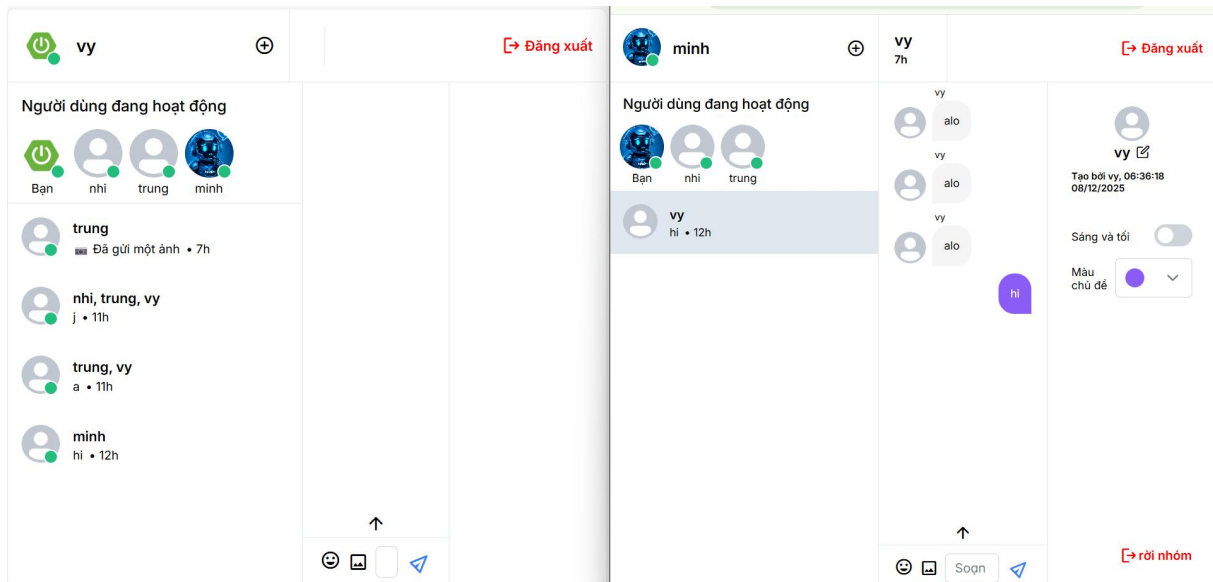 vy
Đăng xuất
Người dùng đang hoạt động
Bạn
nhi
trung
minh
trung
Đã gửi một ảnh • 7h
nhi, trung, vy
j • 11h
trung, vy
a • 11h
minh
hi • 12h
minh
vy
7h
Đăng xuất
Người dùng đang hoạt động
Bạn
nhi
trung
vy
hi • 12h
vy
alo
vy
alo
vy
alo
hi
Soạn
vy
Tạo bởi vy, 06:36:18
08/12/2025
Sáng và tối
Màu
chủ đề
rời nhóm